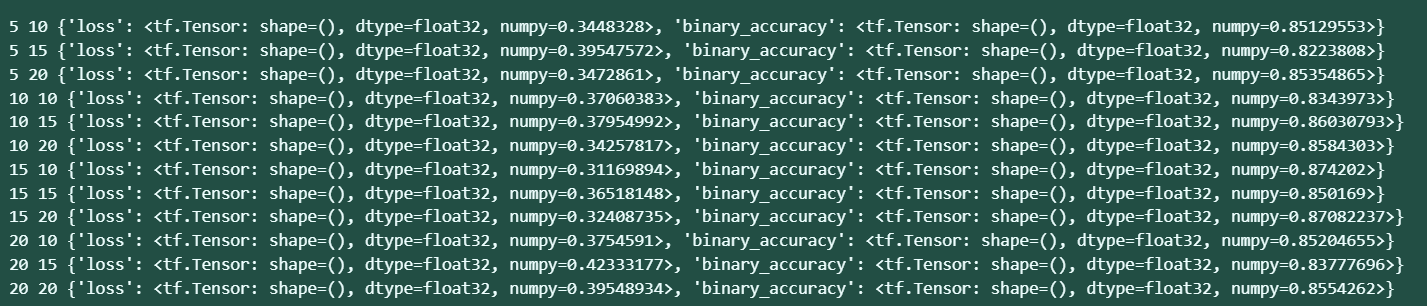 5 10 {'loss': <tf.Tensor: shape=(), dtype=float32, numpy=0.3448328>, 'binary_accuracy': <tf.Tensor: shape=(), dtype=float32, numpy=0.85129553>}
5 15 {'loss': <tf.Tensor: shape=(), dtype=float32, numpy=0.39547572>, 'binary_accuracy': <tf.Tensor: shape=(), dtype=float32, numpy=0.8223808>}
5 20 {'loss': <tf.Tensor: shape=(), dtype=float32, numpy=0.3472861>, 'binary_accuracy': <tf.Tensor: shape=(), dtype=float32, numpy=0.85354865>}
10 10 {'loss': <tf.Tensor: shape=(), dtype=float32, numpy=0.37060383>, 'binary_accuracy': <tf.Tensor: shape=(), dtype=float32, numpy=0.8343973>}
10 15 {'loss': <tf.Tensor: shape=(), dtype=float32, numpy=0.37954992>, 'binary_accuracy': <tf.Tensor: shape=(), dtype=float32, numpy=0.86030793>}
10 20 {'loss': <tf.Tensor: shape=(), dtype=float32, numpy=0.34257817>, 'binary_accuracy': <tf.Tensor: shape=(), dtype=float32, numpy=0.8584303>}
15 10 {'loss': <tf.Tensor: shape=(), dtype=float32, numpy=0.31169894>, 'binary_accuracy': <tf.Tensor: shape=(), dtype=float32, numpy=0.874202>}
15 15 {'loss': <tf.Tensor: shape=(), dtype=float32, numpy=0.36518148>, 'binary_accuracy': <tf.Tensor: shape=(), dtype=float32, numpy=0.850169>}
15 20 {'loss': <tf.Tensor: shape=(), dtype=float32, numpy=0.32408735>, 'binary_accuracy': <tf.Tensor: shape=(), dtype=float32, numpy=0.87082237>}
20 10 {'loss': <tf.Tensor: shape=(), dtype=float32, numpy=0.3754591>, 'binary_accuracy': <tf.Tensor: shape=(), dtype=float32, numpy=0.85204655>}
20 15 {'loss': <tf.Tensor: shape=(), dtype=float32, numpy=0.42333177>, 'binary_accuracy': <tf.Tensor: shape=(), dtype=float32, numpy=0.83777696>}
20 20 {'loss': <tf.Tensor: shape=(), dtype=float32, numpy=0.39548934>, 'binary_accuracy': <tf.Tensor: shape=(), dtype=float32, numpy=0.8554262>}